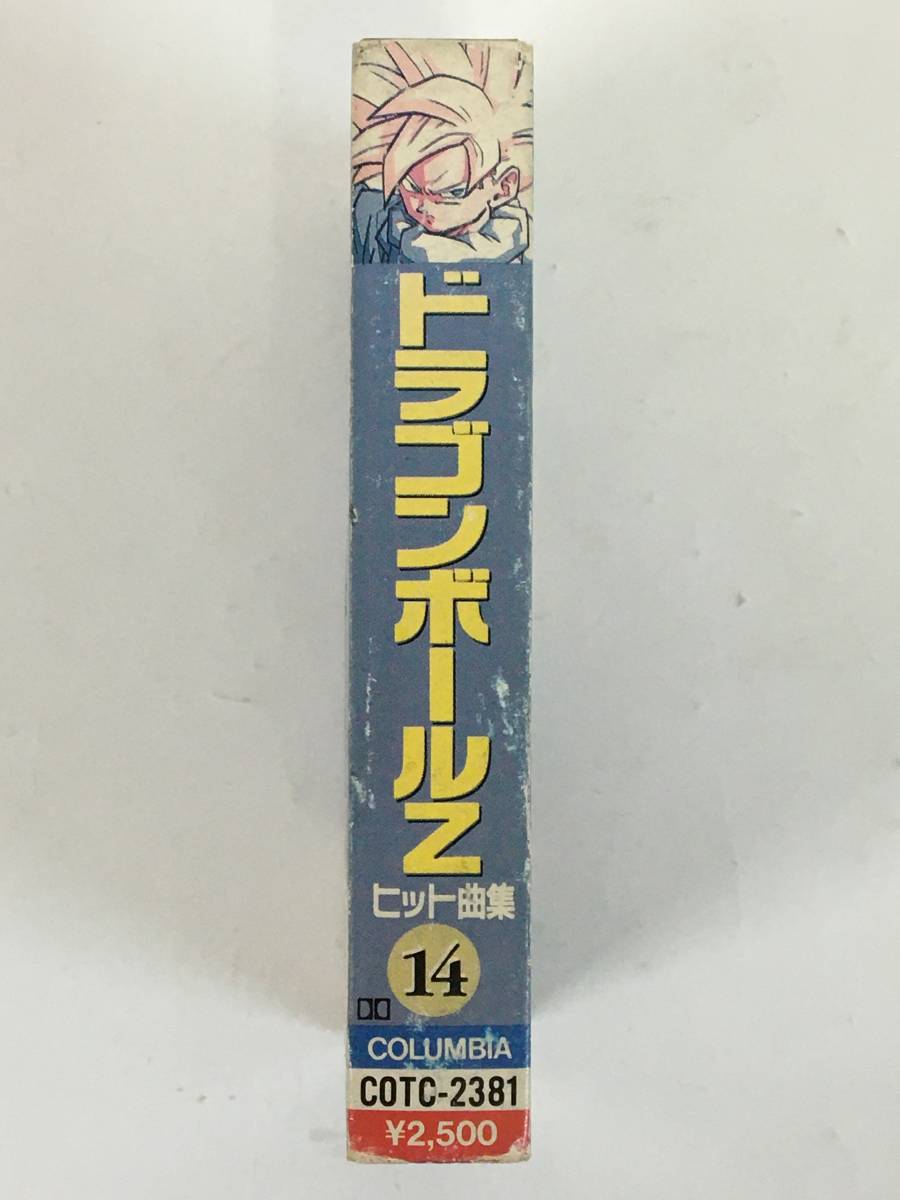 ドラゴンボールZ
ヒット曲集
14
COLUMBIA
COTC-2381
¥2,500